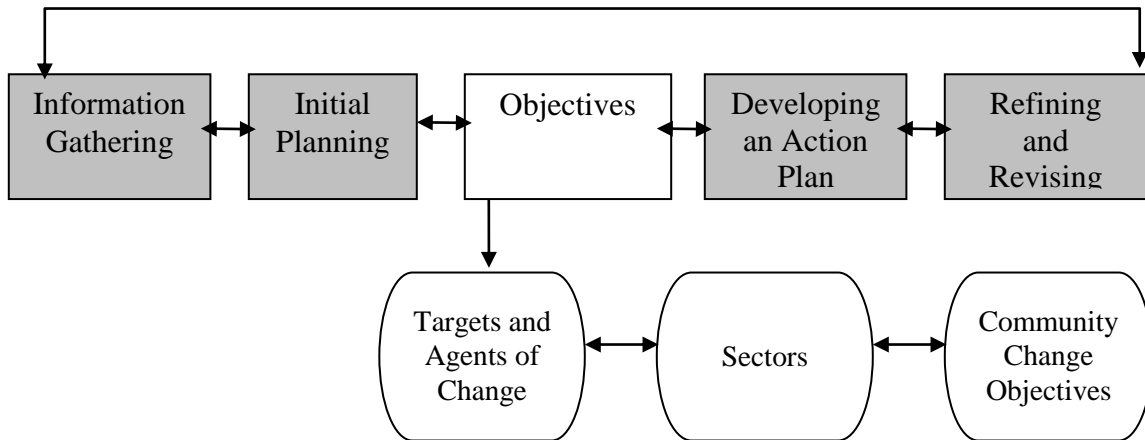 Information
Gathering
Initial
Planning
Objectives
Developing
an Action
Plan
Refining
and
Revising
Targets and
Agents of
Change
Sectors
Community
Change
Objectives